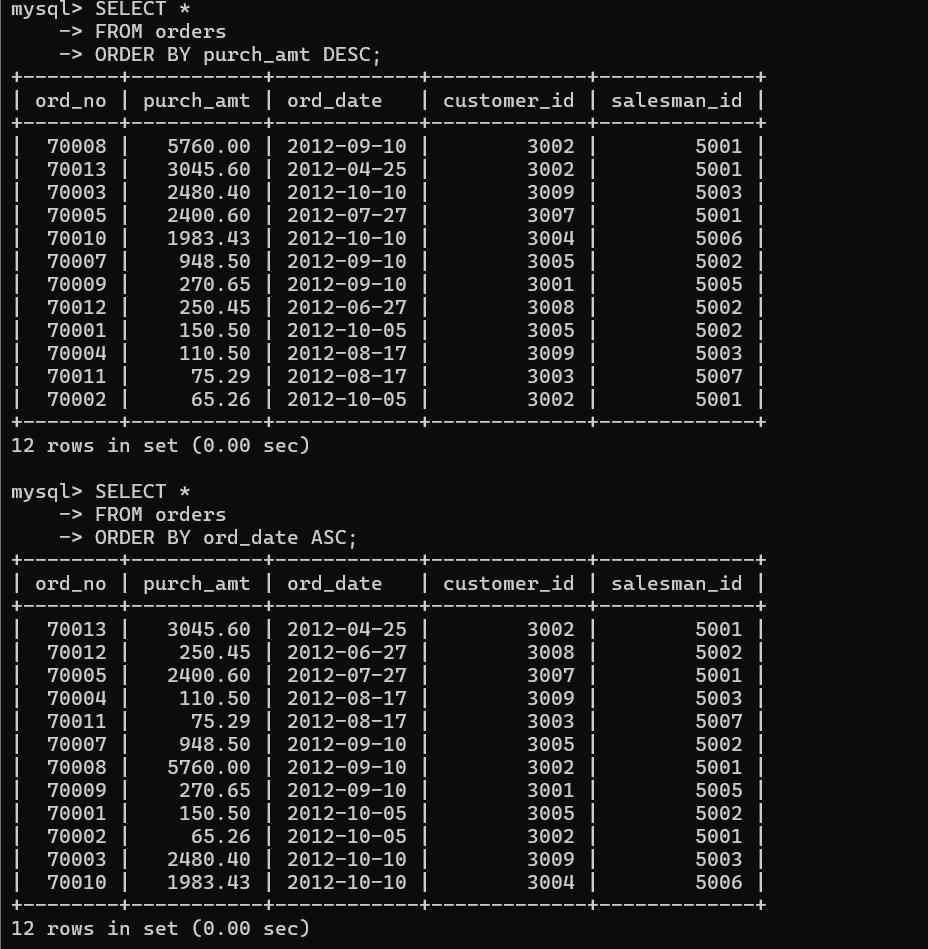 mysql> SELECT *
    -> FROM orders
    -> ORDER BY purch_amt DESC;
+--------+-----------+------------+-------------+-------------+
| ord_no | purch_amt | ord_date   | customer_id | salesman_id |
+--------+-----------+------------+-------------+-------------+
|  70008 |   5760.00 | 2012-09-10 |        3002 |        5001 |
|  70013 |   3045.60 | 2012-04-25 |        3002 |        5001 |
|  70003 |   2480.40 | 2012-10-10 |        3009 |        5003 |
|  70005 |   2400.60 | 2012-07-27 |        3007 |        5001 |
|  70010 |   1983.43 | 2012-10-10 |        3004 |        5006 |
|  70007 |    948.50 | 2012-09-10 |        3005 |        5002 |
|  70009 |    270.65 | 2012-09-10 |        3001 |        5005 |
|  70012 |    250.45 | 2012-06-27 |        3008 |        5002 |
|  70001 |    150.50 | 2012-10-05 |        3005 |        5002 |
|  70004 |    110.50 | 2012-08-17 |        3009 |        5003 |
|  70011 |     75.29 | 2012-08-17 |        3003 |        5007 |
|  70002 |     65.26 | 2012-10-05 |        3002 |        5001 |
+--------+-----------+------------+-------------+-------------+
12 rows in set (0.00 sec)

mysql> SELECT *
    -> FROM orders
    -> ORDER BY ord_date ASC;
+--------+-----------+------------+-------------+-------------+
| ord_no | purch_amt | ord_date   | customer_id | salesman_id |
+--------+-----------+------------+-------------+-------------+
|  70013 |   3045.60 | 2012-04-25 |        3002 |        5001 |
|  70012 |    250.45 | 2012-06-27 |        3008 |        5002 |
|  70005 |   2400.60 | 2012-07-27 |        3007 |        5001 |
|  70004 |    110.50 | 2012-08-17 |        3009 |        5003 |
|  70011 |     75.29 | 2012-08-17 |        3003 |        5007 |
|  70007 |    948.50 | 2012-09-10 |        3005 |        5002 |
|  70008 |   5760.00 | 2012-09-10 |        3002 |        5001 |
|  70009 |    270.65 | 2012-09-10 |        3001 |        5005 |
|  70001 |    150.50 | 2012-10-05 |        3005 |        5002 |
|  70002 |     65.26 | 2012-10-05 |        3002 |        5001 |
|  70003 |   2480.40 | 2012-10-10 |        3009 |        5003 |
|  70010 |   1983.43 | 2012-10-10 |        3004 |        5006 |
+--------+-----------+------------+-------------+-------------+
12 rows in set (0.00 sec)